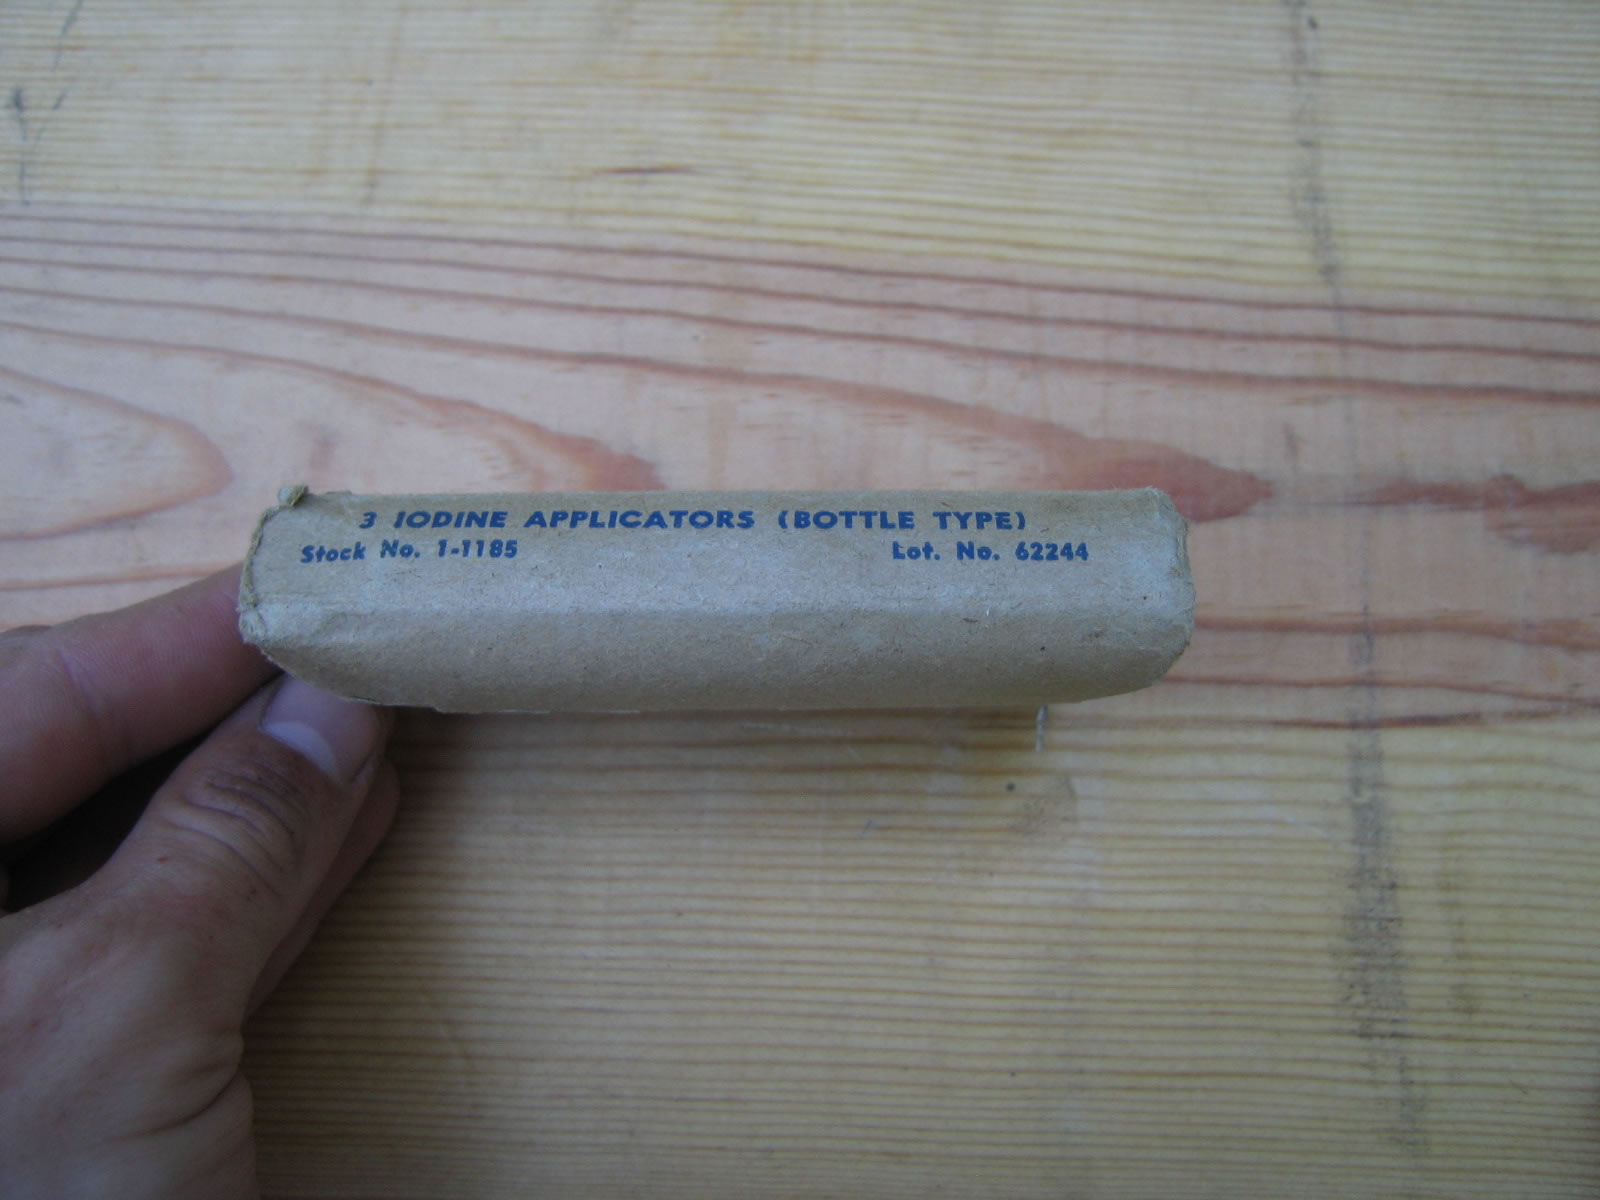 3 IODINE APPLICATORS (BOTTLE TYPE)
Stock No. 1-1185 Lot. No. 62244